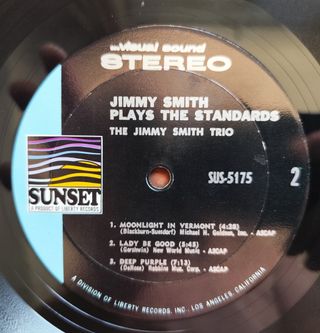 ...visual sound
STEREO
JIMMY SMITH
PLAYS THE STANDARDS
THE JIMMY SMITH TRIO
SUNSET
A PRODUCT OF LIBERTY RECORDS
SUS-5175 2
1. MOONLIGHT IN VERMONT (4:28)
(Blackburn-Suesdorf) Michael H. Goldsen, Inc. - ASCAP
2. LADY BE GOOD (5:45)
(Gershwin) New World Music - ASCAP
3. DEEP PURPLE (7:13)
(DeRose) Robbins Mus. Corp. - ASCAP
A DIVISION OF LIBERTY RECORDS, INC. LOS ANGELES, CALIFORNIA